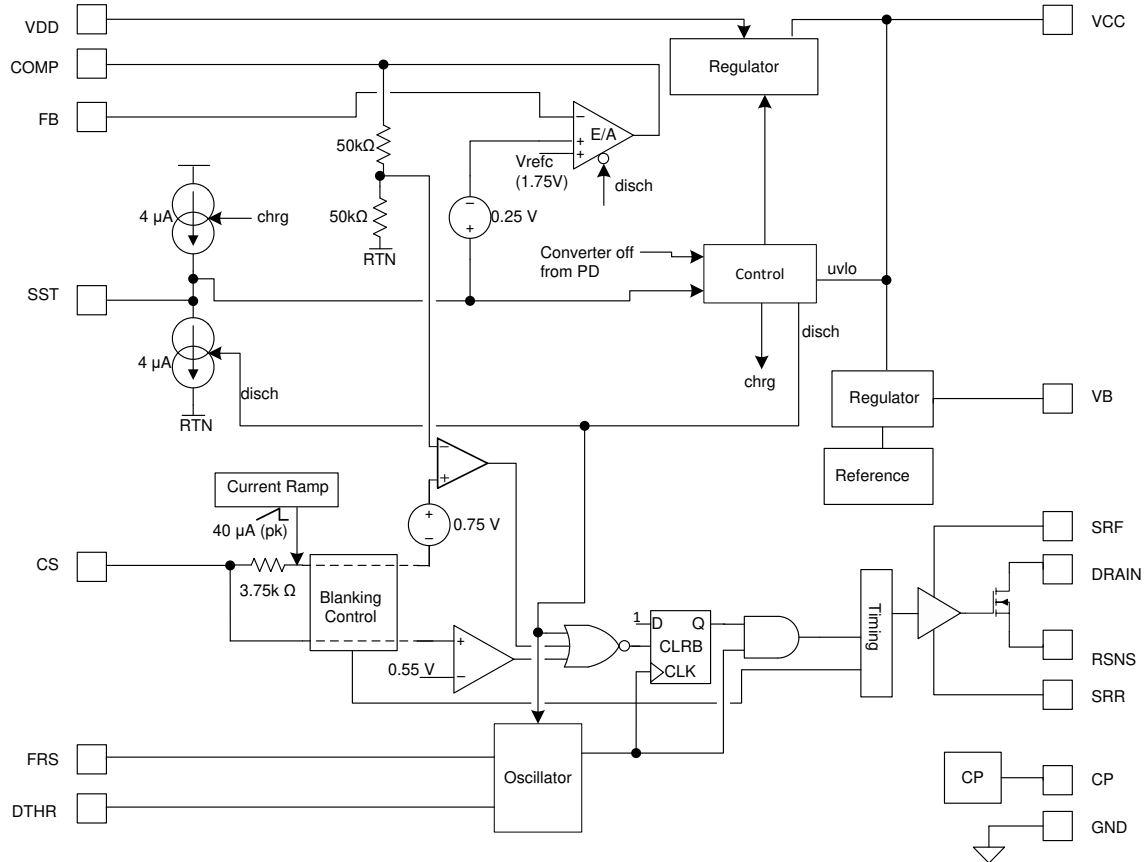 VDD
VCC
COMP
Regulator
FB
E/A
50kΩ
Vrefc
(1.75V)
disch
4 µA
chrg
50kΩ
0.25 V
RTN
Converter off
from PD
Control
uvlo
SST
disch
4 µA
chrg
disch
RTN
Regulator
VB
Reference
Current Ramp
40 µA (pk)
0.75 V
SRF
CS
3.75k Ω
Blanking
Control
DRAIN
Timing
1
D
Q
CLRB
CLK
0.55 V
RSNS
SRR
FRS
Oscillator
CP
CP
DTHR
GND